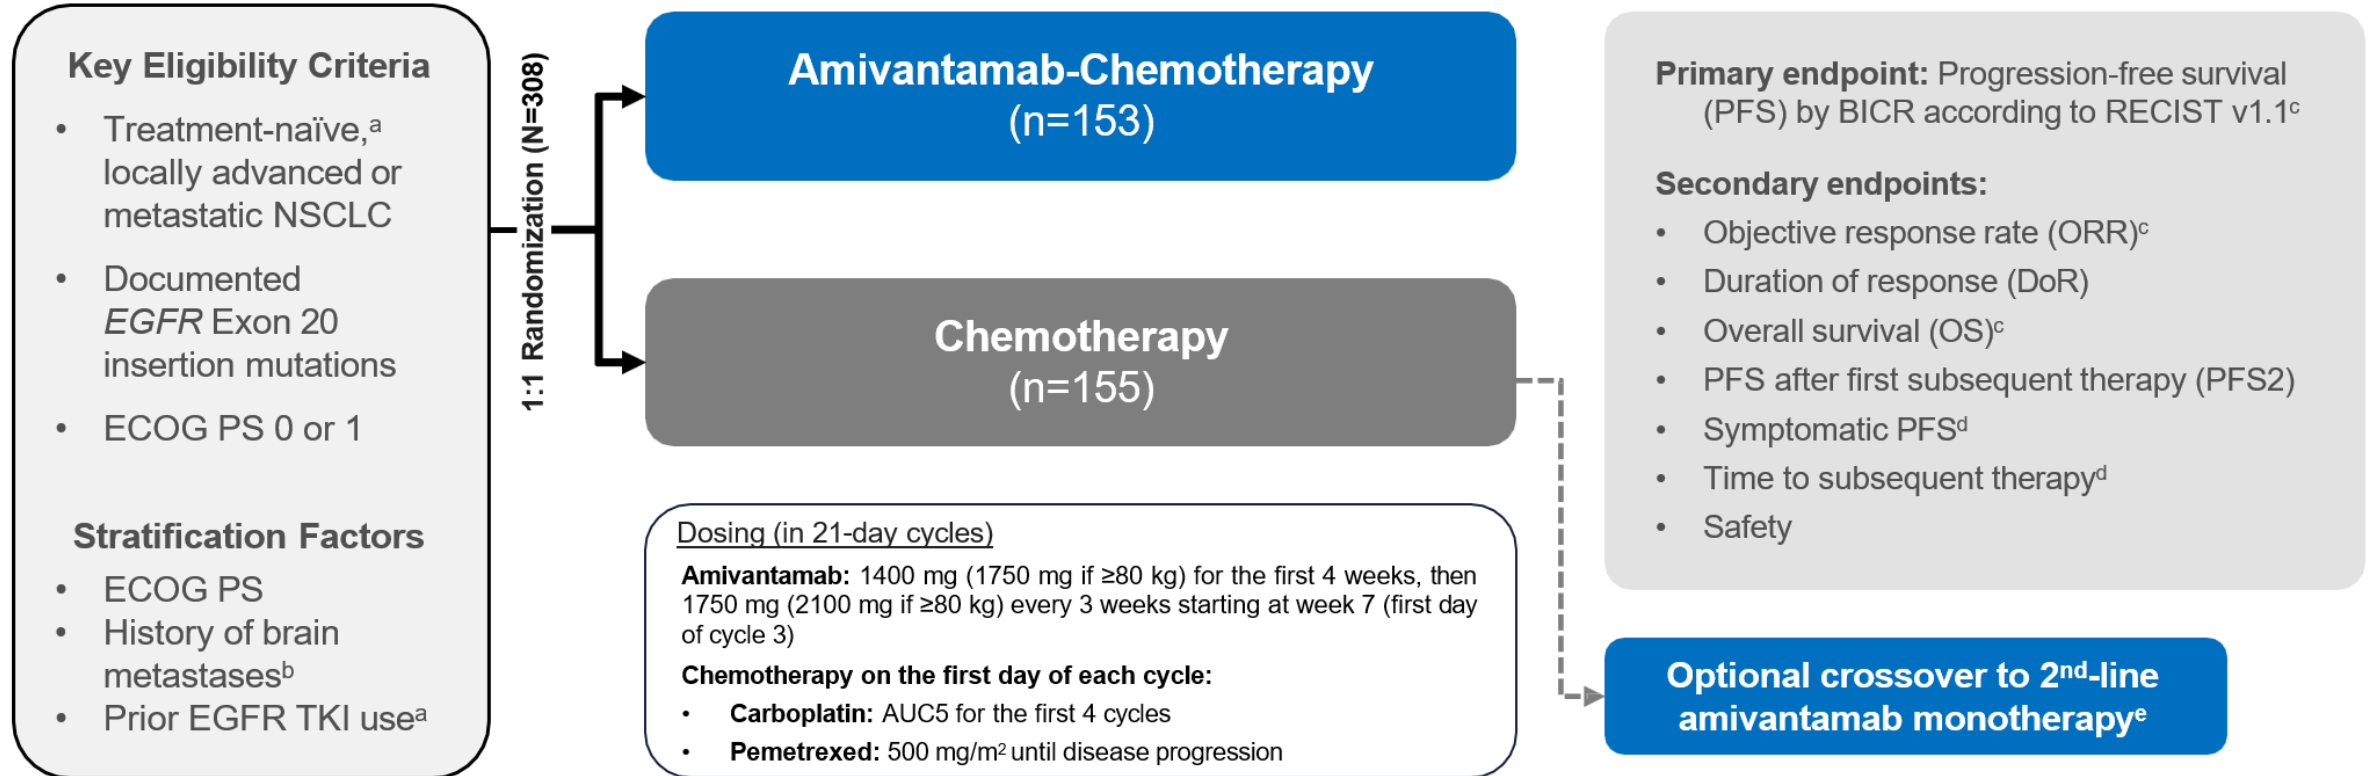 Key Eligibility Criteria
• Treatment-naïve,ᵃ
locally advanced or
metastatic NSCLC
• Documented
EGFR Exon 20
insertion mutations
• ECOG PS 0 or 1
Stratification Factors
• ECOG PS
• History of brain
metastasesᵇ
• Prior EGFR TKI useᵃ
1:1 Randomization (N=308)
Amivantamab-Chemotherapy
(n=153)
Chemotherapy
(n=155)
Dosing (in 21-day cycles)
Amivantamab: 1400 mg (1750 mg if ≥80 kg) for the first 4 weeks, then
1750 mg (2100 mg if ≥80 kg) every 3 weeks starting at week 7 (first day
of cycle 3)
Chemotherapy on the first day of each cycle:
• Carboplatin: AUC5 for the first 4 cycles
• Pemetrexed: 500 mg/m² until disease progression
Primary endpoint: Progression-free survival
(PFS) by BICR according to RECIST v1.1ᶜ
Secondary endpoints:
• Objective response rate (ORR)ᶜ
• Duration of response (DoR)
• Overall survival (OS)ᶜ
• PFS after first subsequent therapy (PFS2)
• Symptomatic PFSᵈ
• Time to subsequent therapyᵈ
• Safety
Optional crossover to 2ⁿᵈ-line
amivantamab monotherapyᵉ